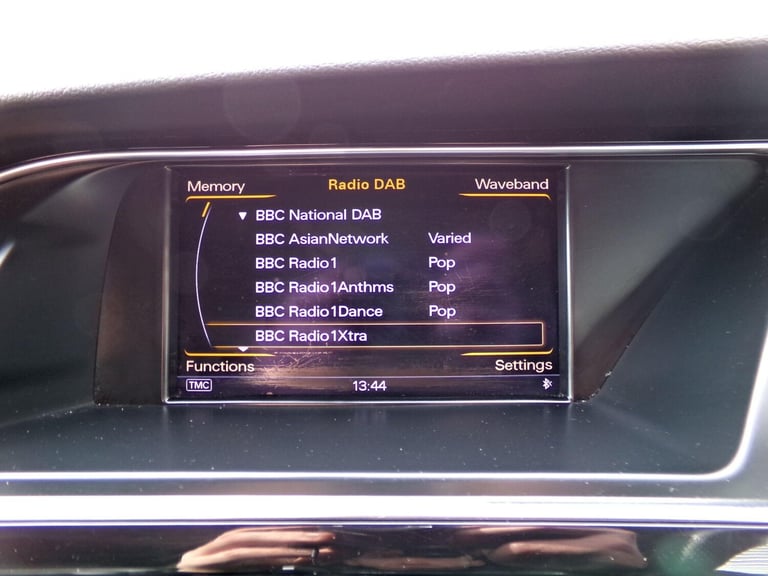 Memory Radio DAB Waveband
BBC National DAB
BBC AsianNetwork Varied
BBC Radio1 Pop
BBC Radio1Anthms Pop
BBC Radio1Dance Pop
BBC Radio1Xtra
Functions Settings
TMC 13:44